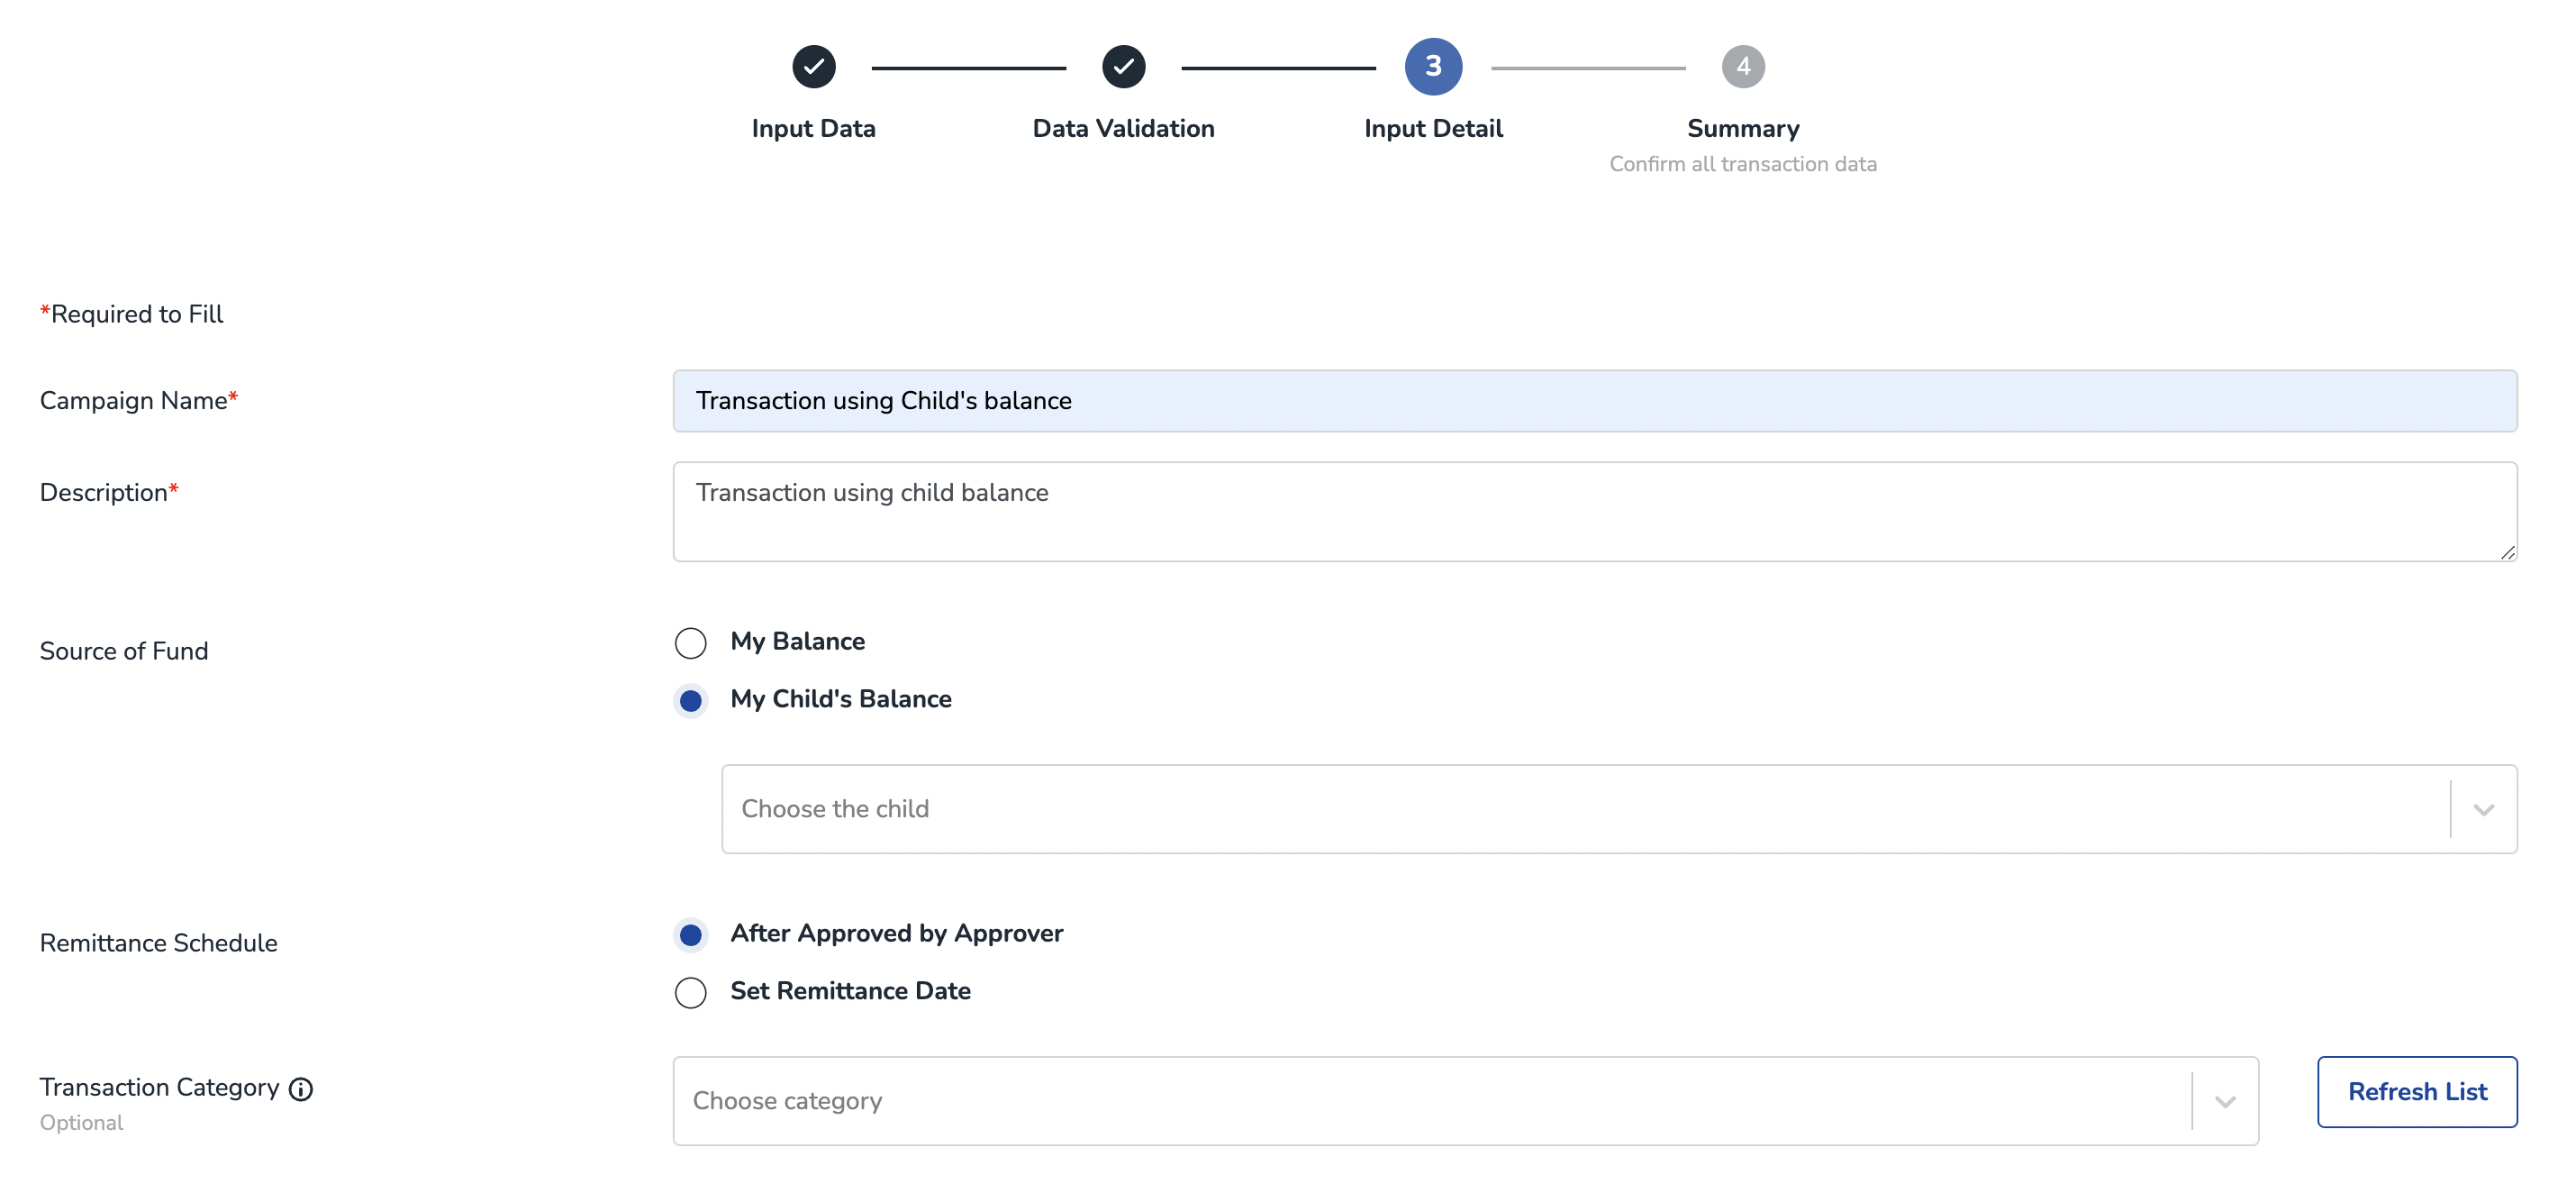 3
4
Input Data
Data Validation
Input Detail
Summary
Confirm all transaction data
*Required to Fill
Campaign Name*
Transaction using Child's balance
Description*
Transaction using child balance
Source of Fund
My Balance
My Child's Balance
Choose the child
Remittance Schedule
After Approved by Approver
Set Remittance Date
Transaction Category
Optional
Choose category
Refresh List